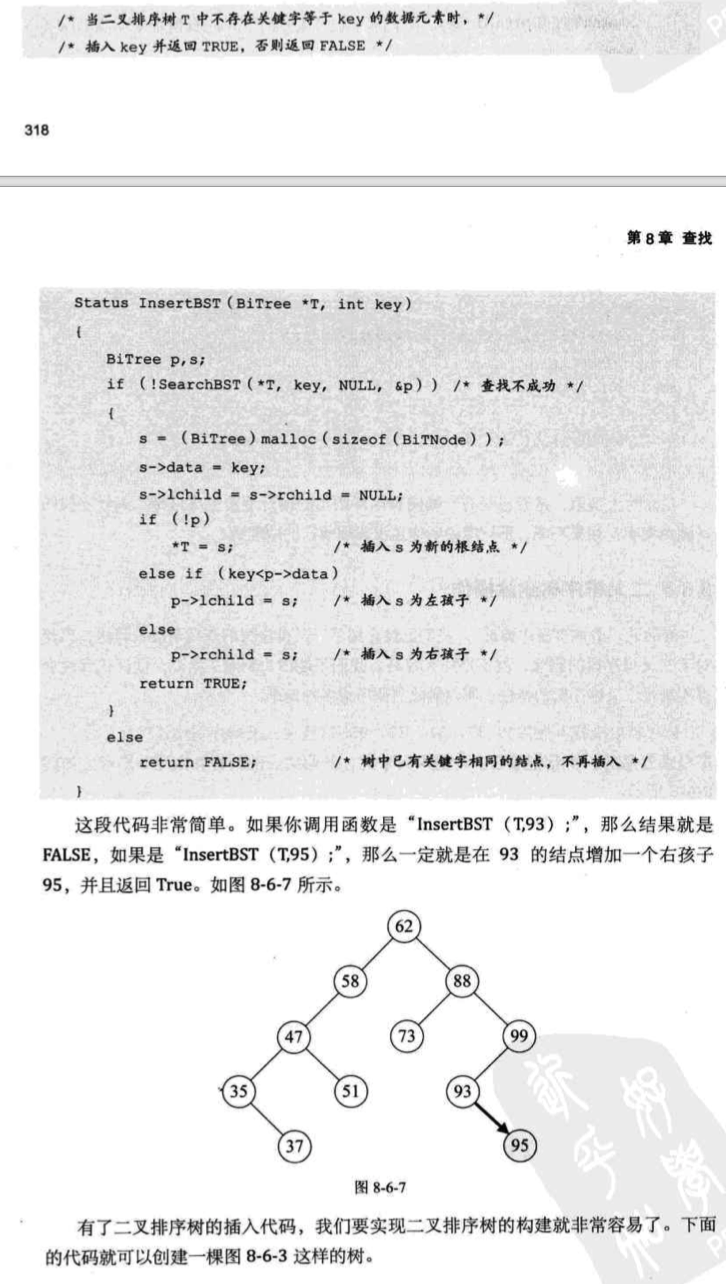 /* 当二叉排序树 T 中不存在关键字等于 key 的数据元素时，*/
/* 插入 key 并返回 TRUE，否则返回 FALSE */
318
第 8 章 查找
Status InsertBST(BiTree *T, int key)
{
BiTree p,s;
if (!SearchBST(*T, key, NULL, &p)) /* 查找不成功 */
{
s = (BiTree)malloc(sizeof(BiTNode));
s->data = key;
s->lchild = s->rchild = NULL;
if (!p)
*T = s; /* 插入 s 为新的根结点 */
else if (key<p->data)
p->lchild = s; /* 插入 s 为左孩子 */
else
p->rchild = s; /* 插入 s 为右孩子 */
return TRUE;
}
else
return FALSE; /* 树中已有关键字相同的结点，不再插入 */
}
这段代码非常简单。如果你调用函数是“InsertBST（T,93）;”，那么结果就是
FALSE，如果是“InsertBST（T,95）;”，那么一定就是在 93 的结点增加一个右孩子
95，并且返回 True。如图 8-6-7 所示。
62
58 88
47 73 99
35 51 93
37 95
图 8-6-7
有了二叉排序树的插入代码，我们要实现二叉排序树的构建就非常容易了。下面
的代码就可以创建一棵图 8-6-3 这样的树。